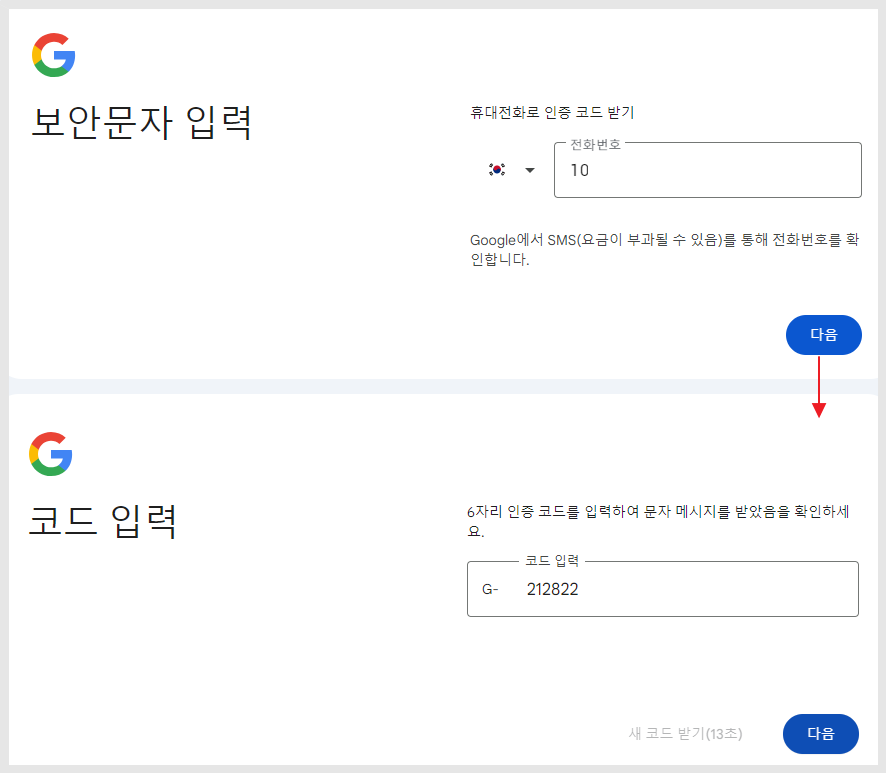 보안문자 입력
휴대전화로 인증 코드 받기
전화번호
10
Google에서 SMS(요금이 부과될 수 있음)를 통해 전화번호를 확
인합니다.
다음
코드 입력
6자리 인증 코드를 입력하여 문자 메시지를 받았음을 확인하세
요.
코드 입력
G- 212822
새 코드 받기(13초)
다음